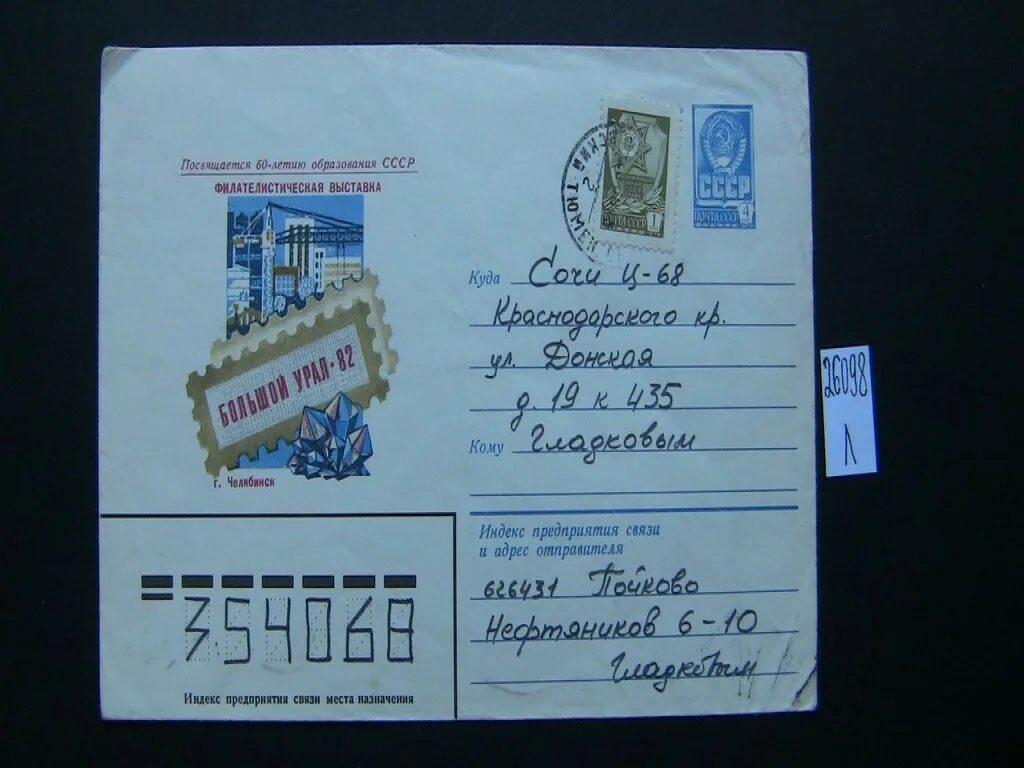 Посвящается 60-летию образования СССР
ФИЛАТЕЛИСТИЧЕСКАЯ ВЫСТАВКА
БОЛЬШОЙ УРАЛ-82
г. Челябинск
ПОЧТА СССР 1
СССР
ПОЧТА СССР 4
Куда Сочи Ц-68
Краснодарского кр.
ул. Донская
д. 19 к 435
Кому Гладковым
Индекс предприятия связи
и адрес отправителя
626431 Пойково
Нефтяников 6-10
Гладковым
354068
Индекс предприятия связи места назначения
26098
Л